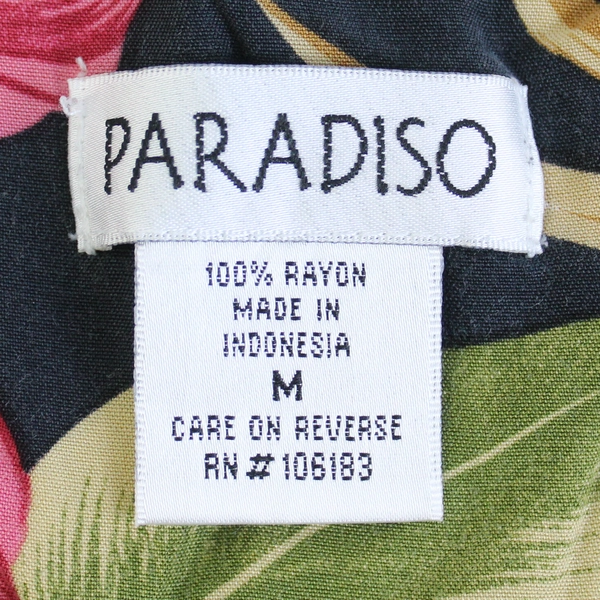 PARADISO
100% RAYON
MADE IN
INDONESIA
M
CARE ON REVERSE
RN # 106183